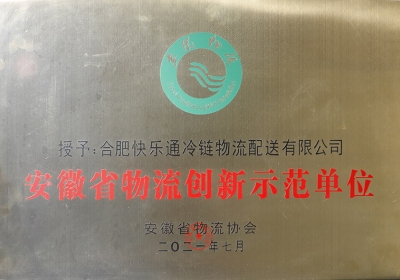 授予:合肥快乐通冷链物流配送有限公司
安徽省物流创新示范单位
安徽省物流协会
二〇二一年七月